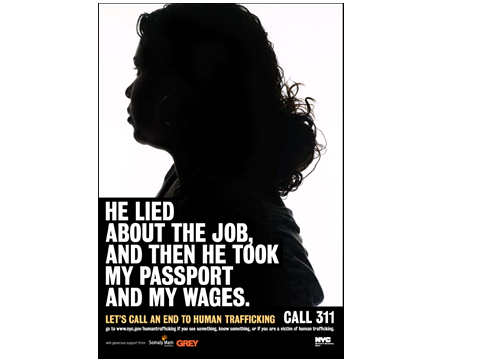 HE LIED
ABOUT THE JOB,
AND THEN HE TOOK
MY PASSPORT
AND MY WAGES.
LET'S CALL AN END TO HUMAN TRAFFICKING CALL 311
go to www.nyc.gov/humantrafficking if you see something, know something, or if you are a victim of human trafficking.
with generous support from: Somaly Mam GREY NYC